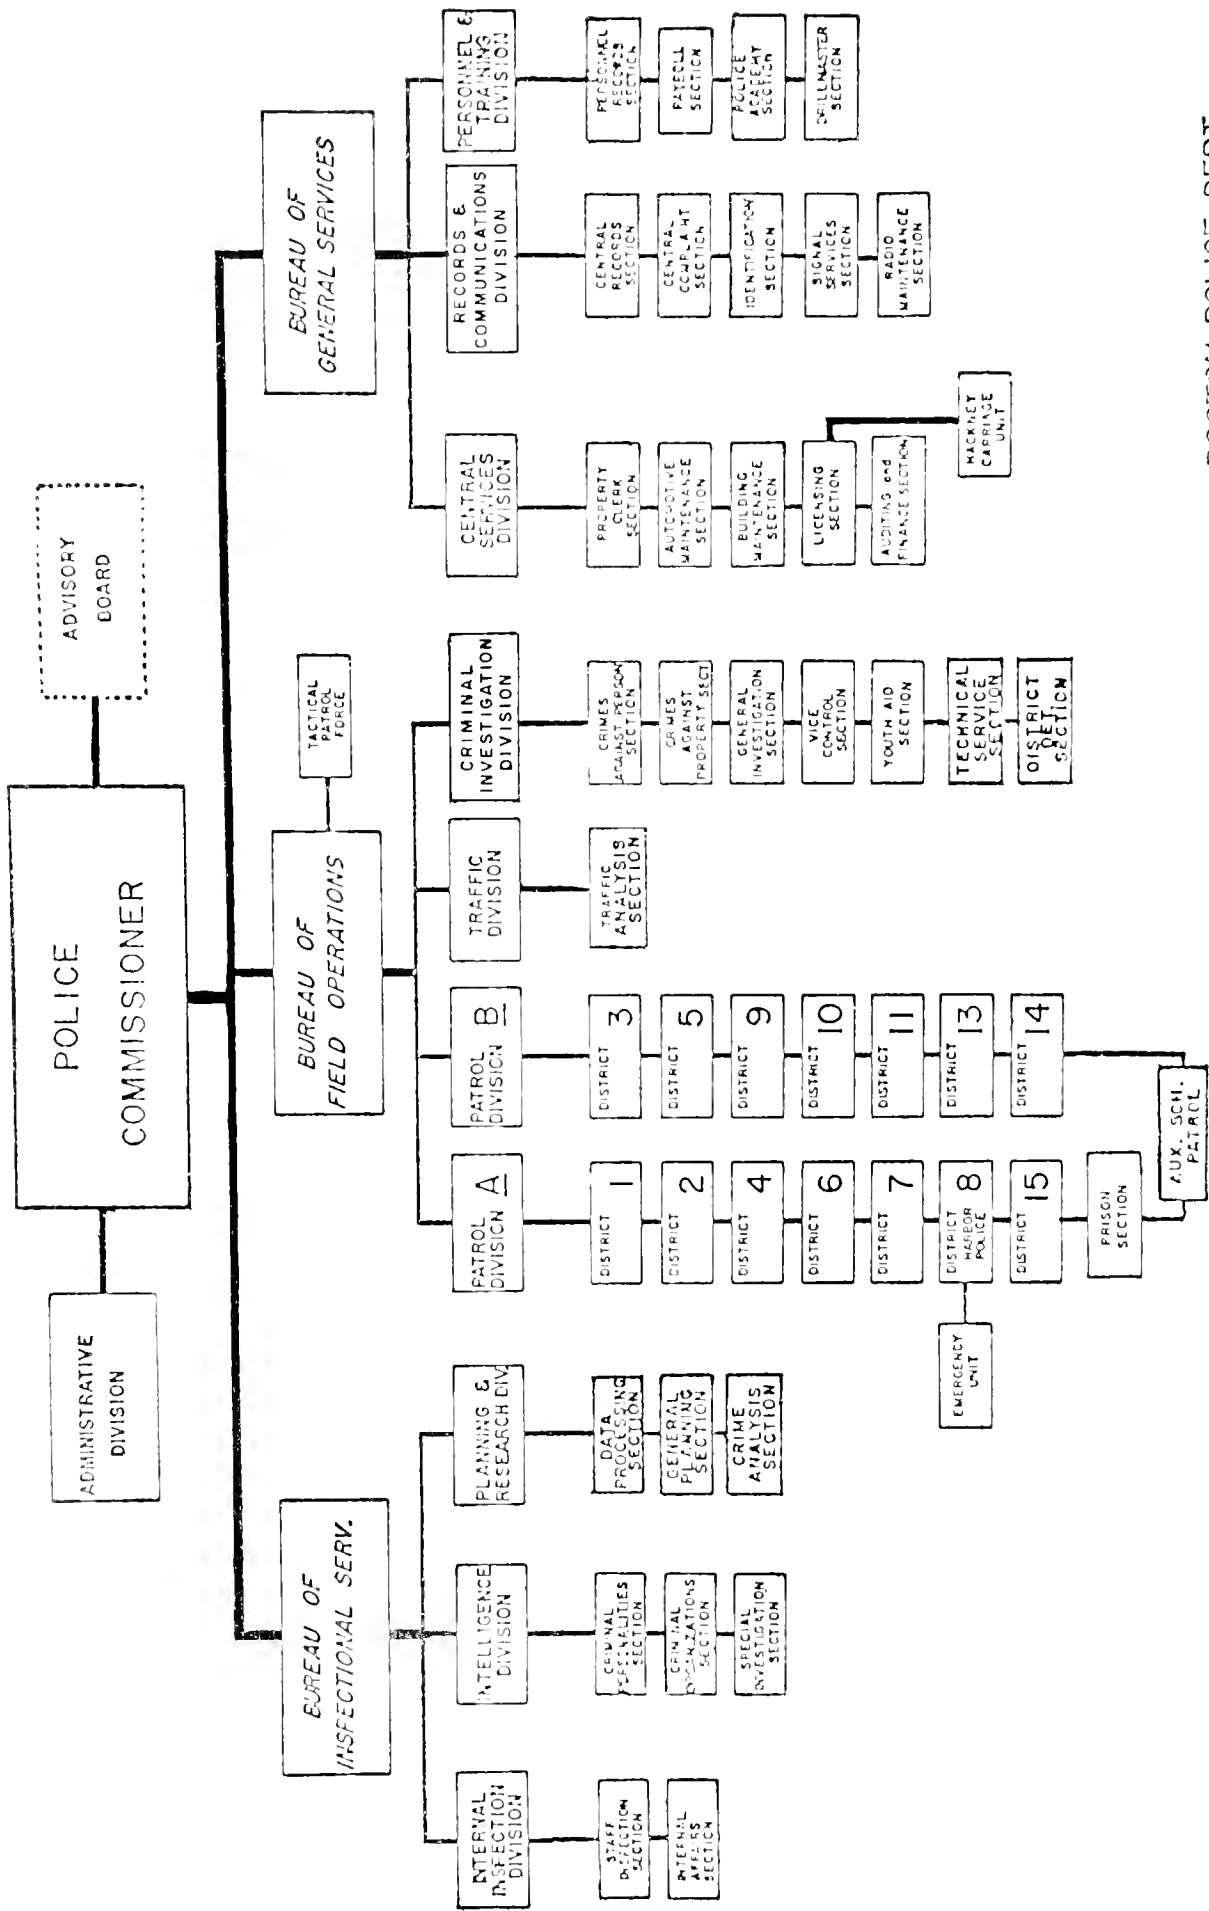 POLICE
COMMISSIONER
ADMINISTRATIVE
DIVISION
ADVISORY
BOARD
BUREAU OF
INSPECTIONAL SERV.
BUREAU OF
FIELD OPERATIONS
TACTICAL
PATROL
FORCE
BUREAU OF
GENERAL SERVICES
INTERNAL
INSPECTION
DIVISION
STAFF
INSPECTION
SECTION
INTERNAL
AFFAIRS
SECTION
INTELLIGENCE
DIVISION
CRIMINAL
PERSONALITIES
SECTION
CRIMINAL
ORGANIZATIONS
SECTION
SPECIAL
INVESTIGATION
SECTION
PLANNING &
RESEARCH DIV.
DATA
PROCESSING
SECTION
GENERAL
PLANNING
SECTION
CRIME
ANALYSIS
SECTION
PATROL
DIVISION A
DISTRICT 1
DISTRICT 2
DISTRICT 4
DISTRICT 6
DISTRICT 7
DISTRICT 8
HARBOR
POLICE
EMERGENCY
UNIT
DISTRICT 15
PRISON
SECTION
AUX. SCH.
PATROL
PATROL
DIVISION B
DISTRICT 3
DISTRICT 5
DISTRICT 9
DISTRICT 10
DISTRICT 11
DISTRICT 13
DISTRICT 14
TRAFFIC
DIVISION
TRAFFIC
ANALYSIS
SECTION
CRIMINAL
INVESTIGATION
DIVISION
CRIMES
AGAINST PERSON
SECTION
CRIMES
AGAINST
PROPERTY SECT.
GENERAL
INVESTIGATION
SECTION
VICE
CONTROL
SECTION
YOUTH AID
SECTION
TECHNICAL
SERVICE
SECTION
DISTRICT
DET.
SECTION
CENTRAL
SERVICES
DIVISION
PROPERTY
CLERK
SECTION
AUTOMOTIVE
MAINTENANCE
SECTION
BUILDING
MAINTENANCE
SECTION
LICENSING
SECTION
AUDITING and
FINANCE SECTION
HACKNEY
CARRIAGE
UNIT
RECORDS &
COMMUNICATIONS
DIVISION
CENTRAL
RECORDS
SECTION
CENTRAL
COMPLAINT
SECTION
IDENTIFICATION
SECTION
SIGNAL
SERVICES
SECTION
RADIO
MAINTENANCE
SECTION
PERSONNEL &
TRAINING
DIVISION
PERSONNEL
RECORDS
SECTION
PAYROLL
SECTION
POLICE
ACADEMY
SECTION
DRILLMASTER
SECTION
BOSTON POLICE DEPT.